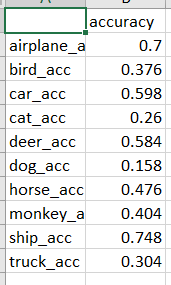 accuracy
airplane_a 0.7
bird_acc 0.376
car_acc 0.598
cat_acc 0.26
deer_acc 0.584
dog_acc 0.158
horse_acc 0.476
monkey_a 0.404
ship_acc 0.748
truck_acc 0.304